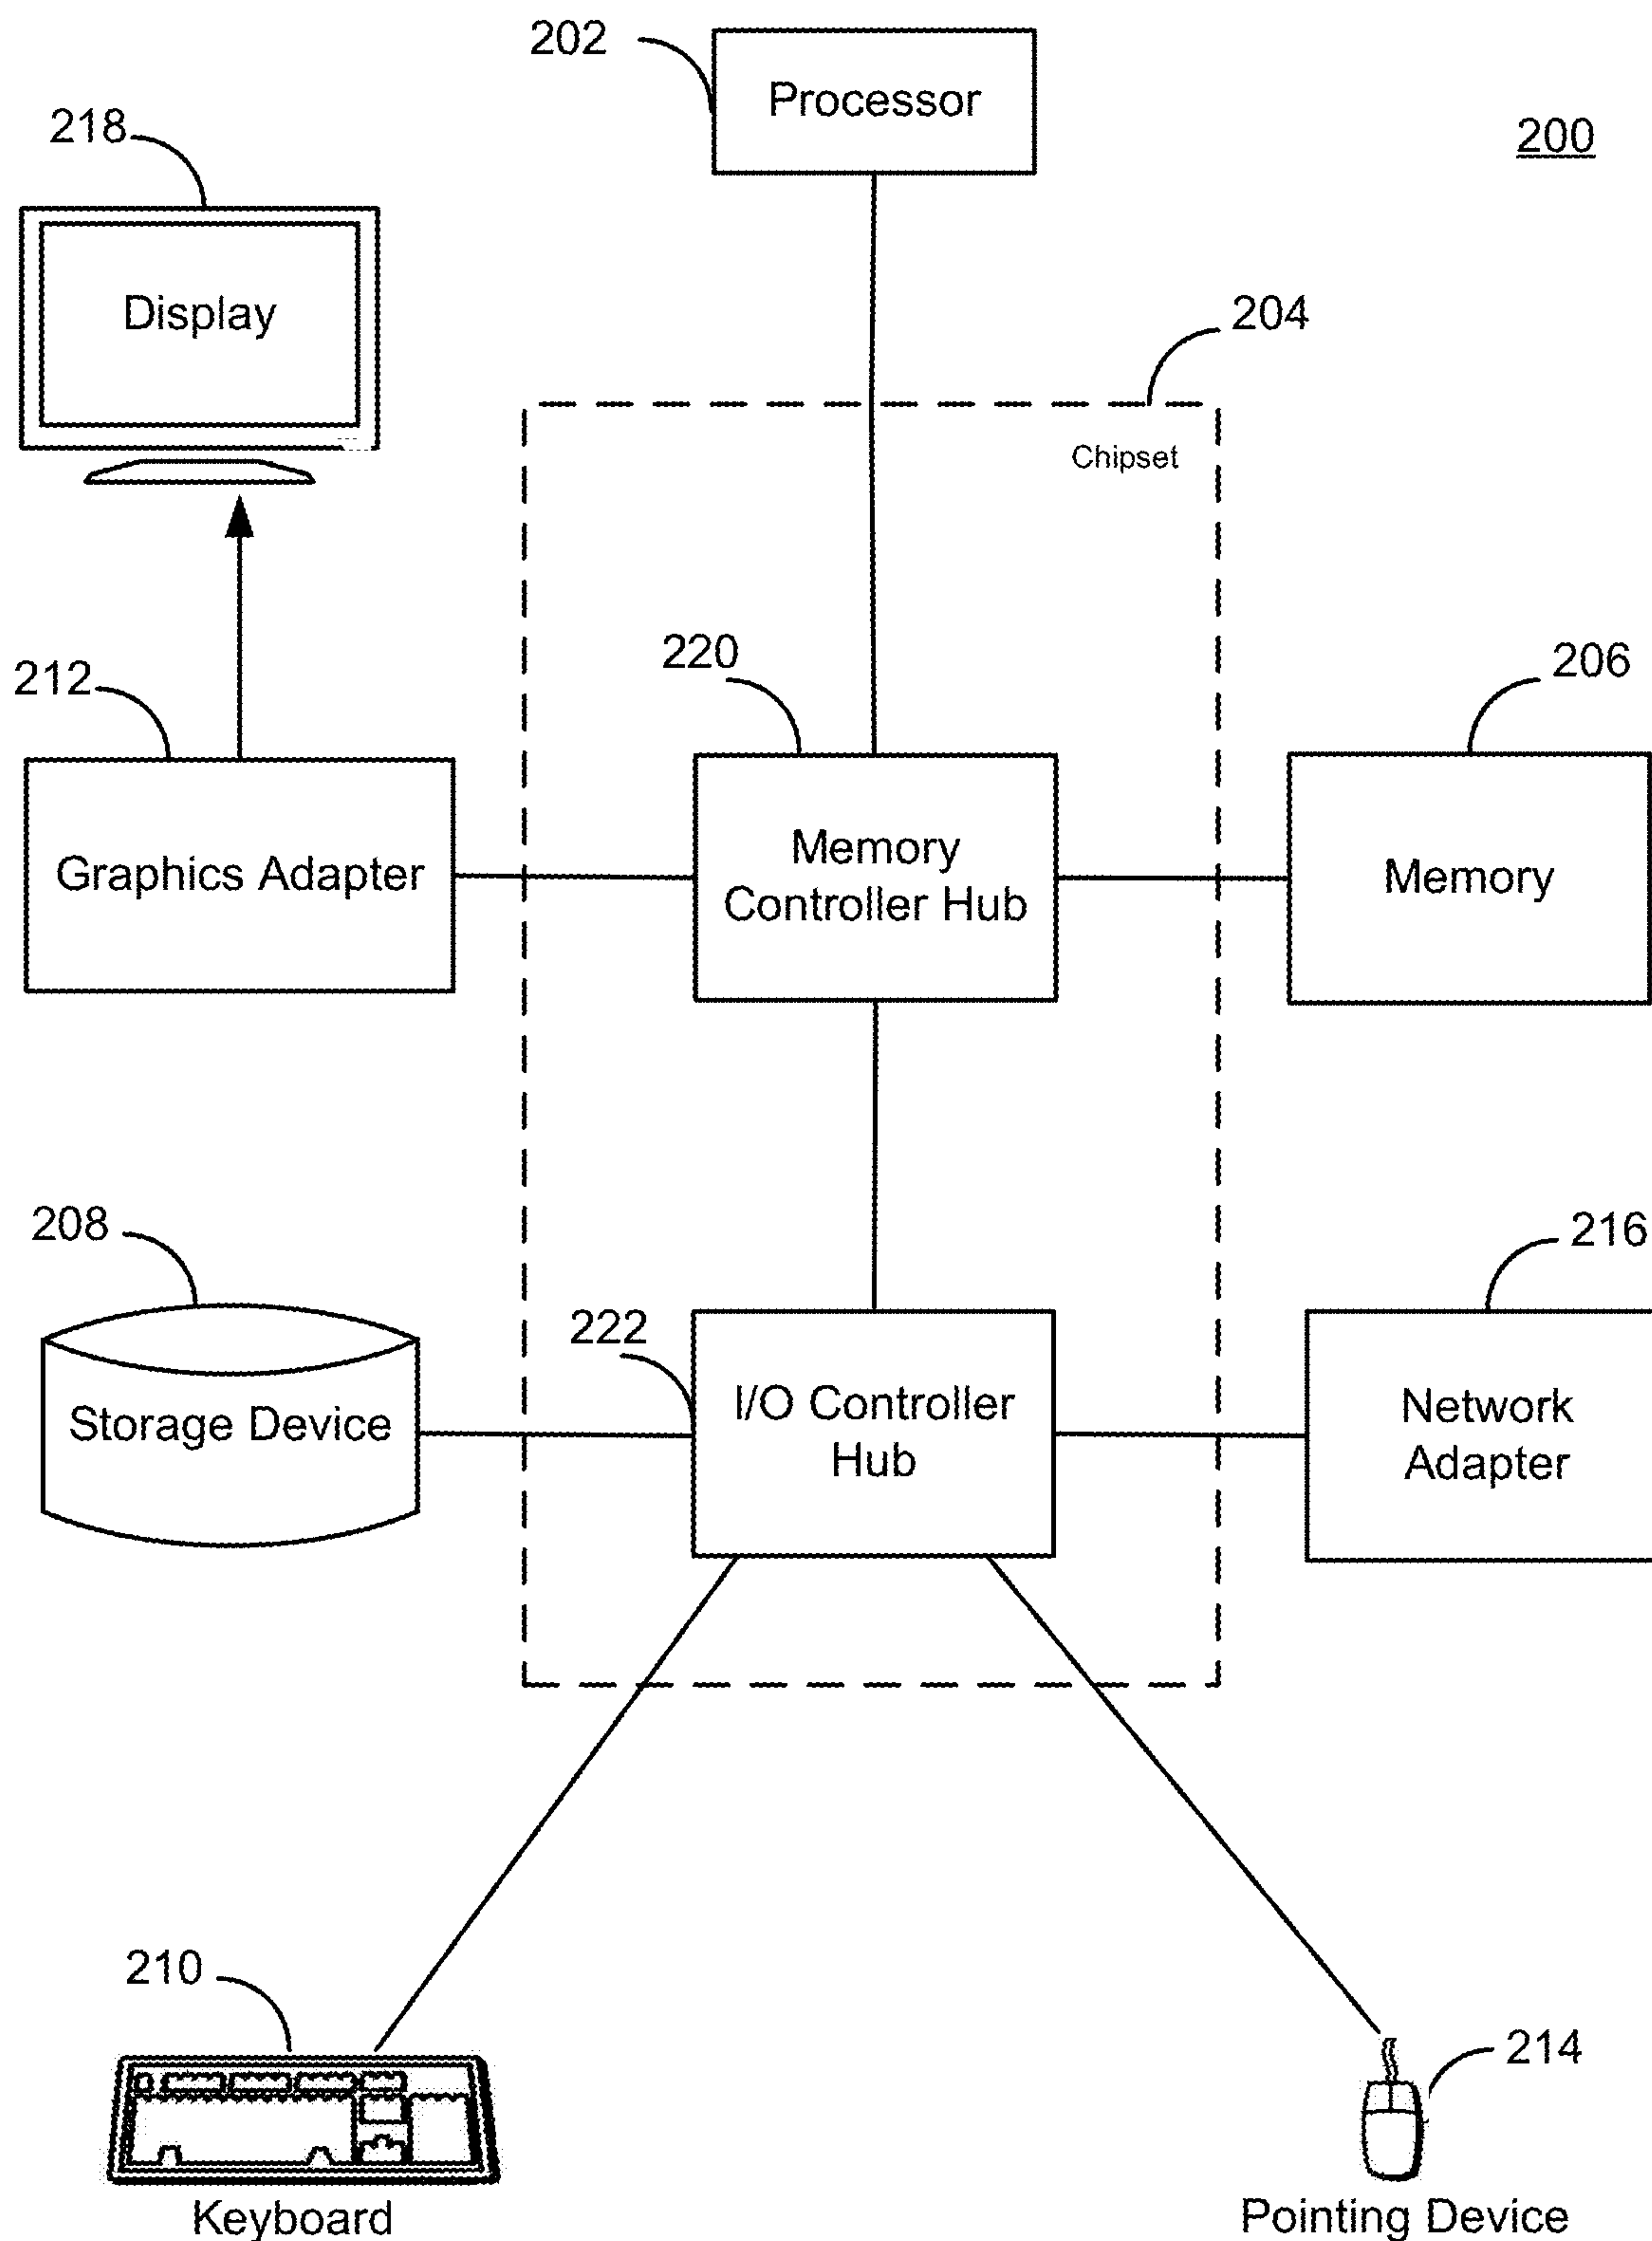 202
Processor
200
218
Display
204
Chipset
212
220
206
Graphics Adapter
Memory
Controller Hub
Memory
208
222
216
Storage Device
I/O Controller
Hub
Network
Adapter
210
214
Keyboard
Pointing Device